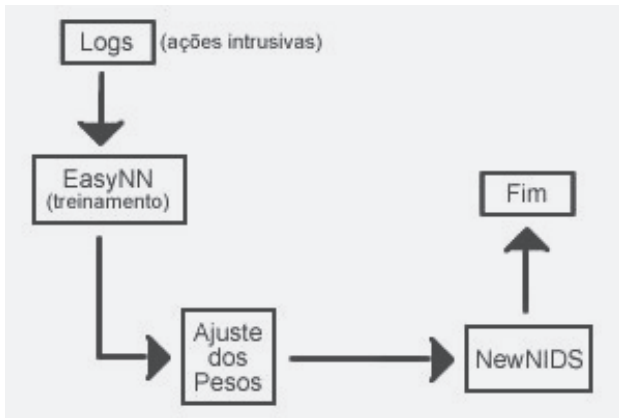 Logs (ações intrusivas)
EasyNN
(treinamento)
Fim
Ajuste
dos
Pesos
NewNIDS